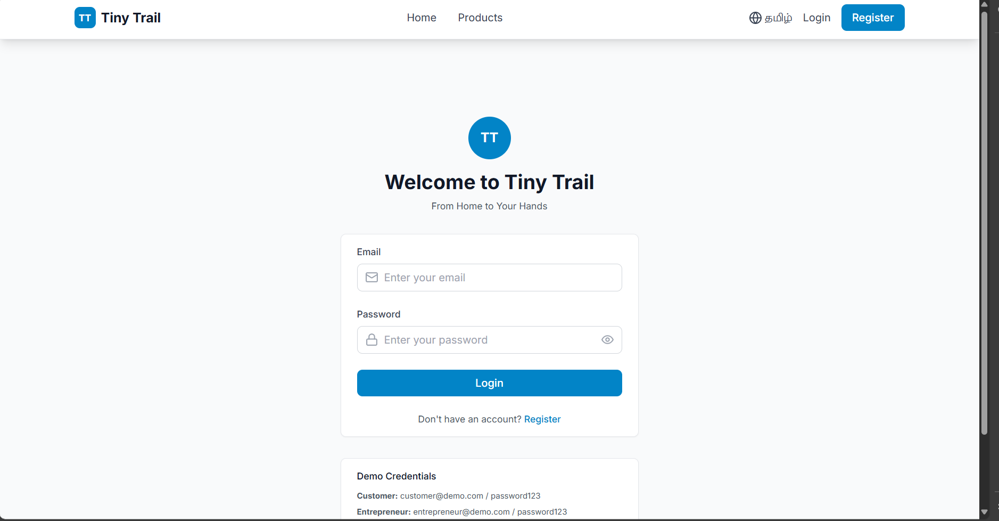 TT Tiny Trail Home Products தமிழ் Login Register
TT
Welcome to Tiny Trail
From Home to Your Hands
Email
Enter your email
Password
Enter your password
Login
Don't have an account? Register
Demo Credentials
Customer: customer@demo.com / password123
Entrepreneur: entrepreneur@demo.com / password123